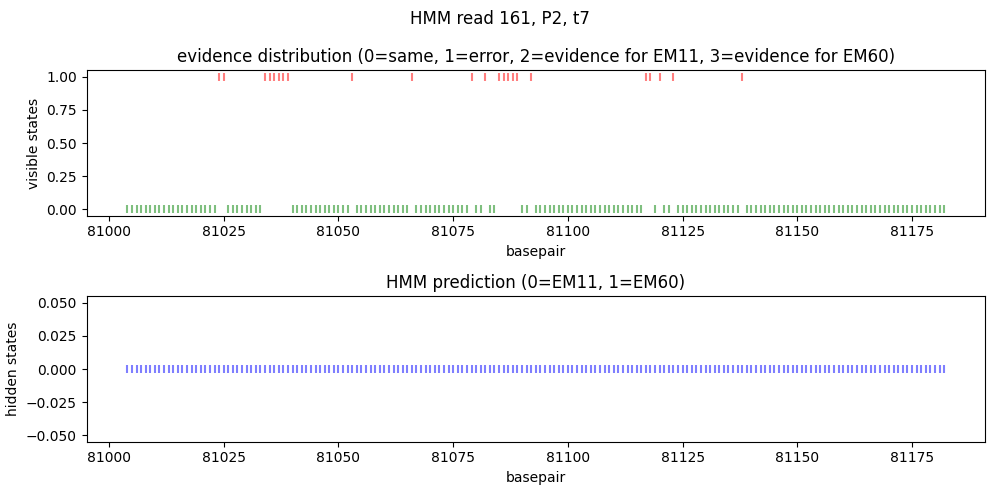 HMM read 161, P2, t7
evidence distribution (0=same, 1=error, 2=evidence for EM11, 3=evidence for EM60)
visible states
1.00
0.75
0.50
0.25
0.00
81000 81025 81050 81075 81100 81125 81150 81175
basepair
HMM prediction (0=EM11, 1=EM60)
hidden states
0.050
0.025
0.000
−0.025
−0.050
81000 81025 81050 81075 81100 81125 81150 81175
basepair